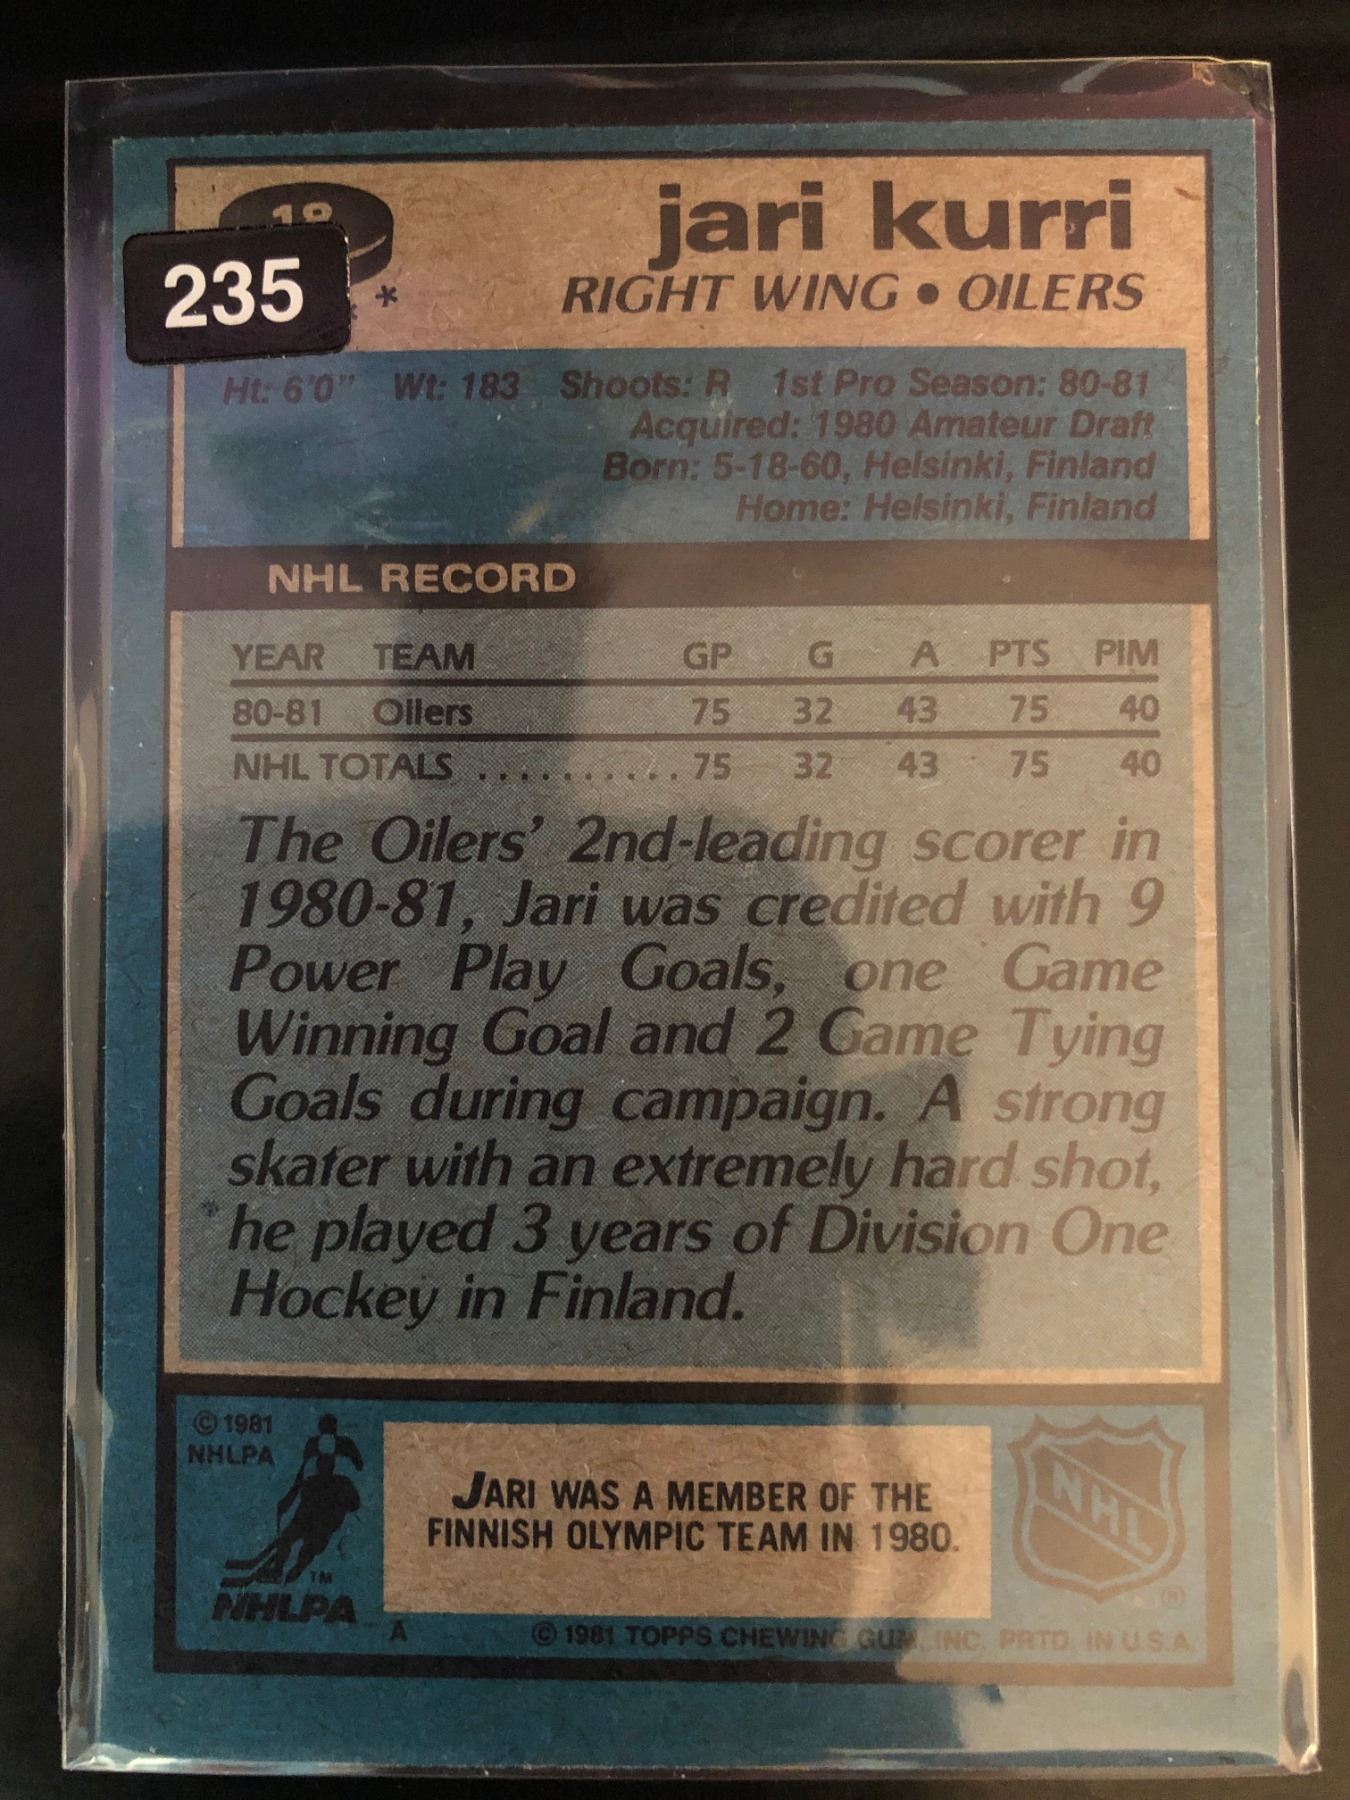 18
jari kurri
235
* *
RIGHT WING • OILERS
Ht: 6'0" Wt: 183 Shoots: R 1st Pro Season: 80-81
Acquired: 1980 Amateur Draft
Born: 5-18-60, Helsinki, Finland
Home: Helsinki, Finland
NHL RECORD
YEAR TEAM GP G A PTS PIM
80-81 Oilers 75 32 43 75 40
NHL TOTALS .......... 75 32 43 75 40
The Oilers' 2nd-leading scorer in
1980-81, Jari was credited with 9
Power Play Goals, one Game
Winning Goal and 2 Game Tying
Goals during campaign. A strong
skater with an extremely hard shot,
he played 3 years of Division One
Hockey in Finland.
© 1981
NHLPA
JARI WAS A MEMBER OF THE
FINNISH OLYMPIC TEAM IN 1980.
NHL
®
TM
NHLPA
A © 1981 TOPPS CHEWING GUM, INC. PRTD. IN U.S.A.